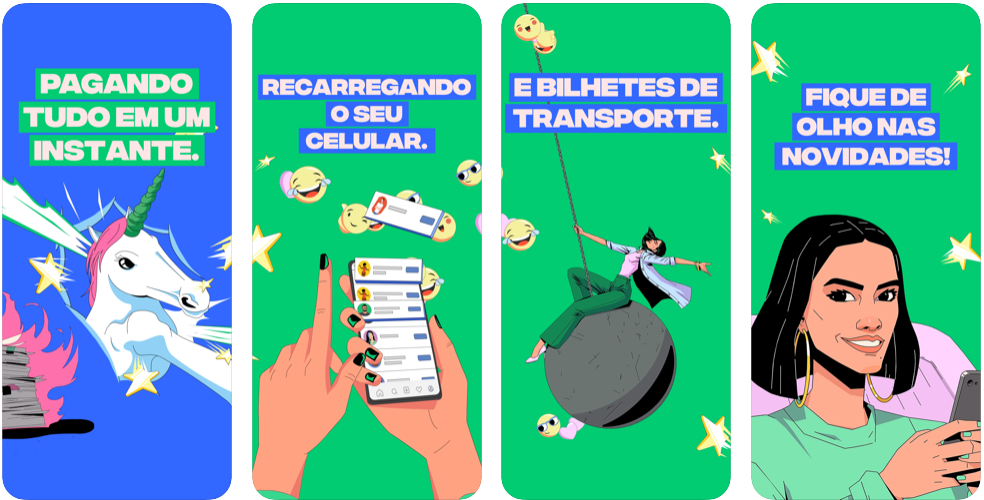 PAGANDO
TUDO EM UM
INSTANTE.
RECARREGANDO
O SEU
CELULAR.
E BILHETES DE
TRANSPORTE.
FIQUE DE
OLHO NAS
NOVIDADES!